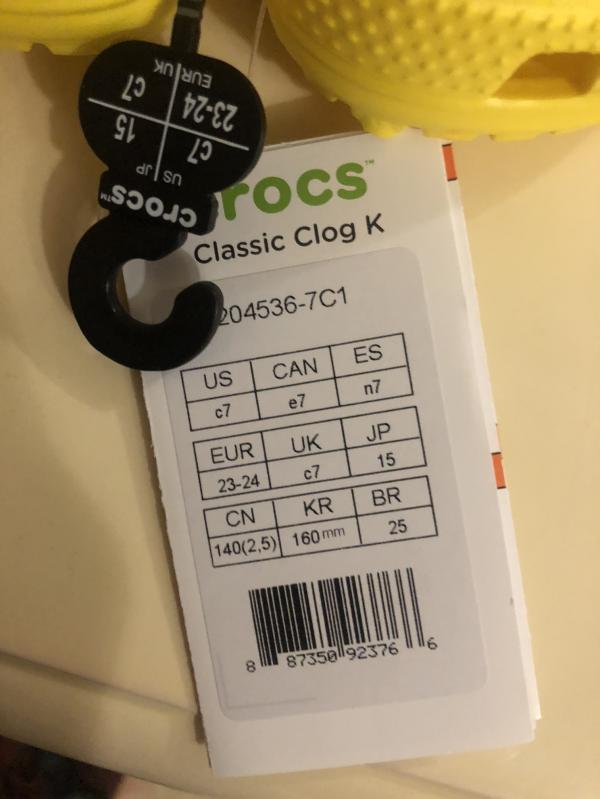 EUR|UK
23-24 c7
c7 15
US|JP
crocs™
crocs™
Classic Clog K
204536-7C1
US CAN ES
c7 e7 n7
EUR UK JP
23-24 c7 15
CN KR BR
140(2,5) 160mm 25
8 87350 92376 6